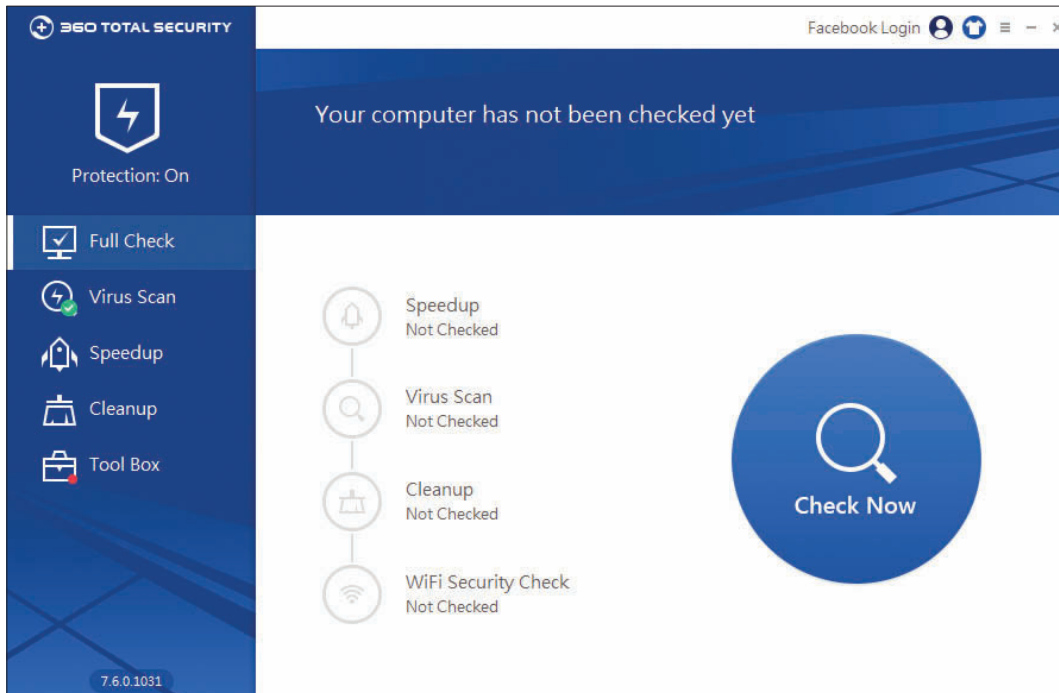 360 TOTAL SECURITY
Facebook Login
Protection: On
Your computer has not been checked yet
Full Check
Virus Scan
Speedup
Cleanup
Tool Box
7.6.0.1031
Speedup
Not Checked
Virus Scan
Not Checked
Cleanup
Not Checked
WiFi Security Check
Not Checked
Check Now